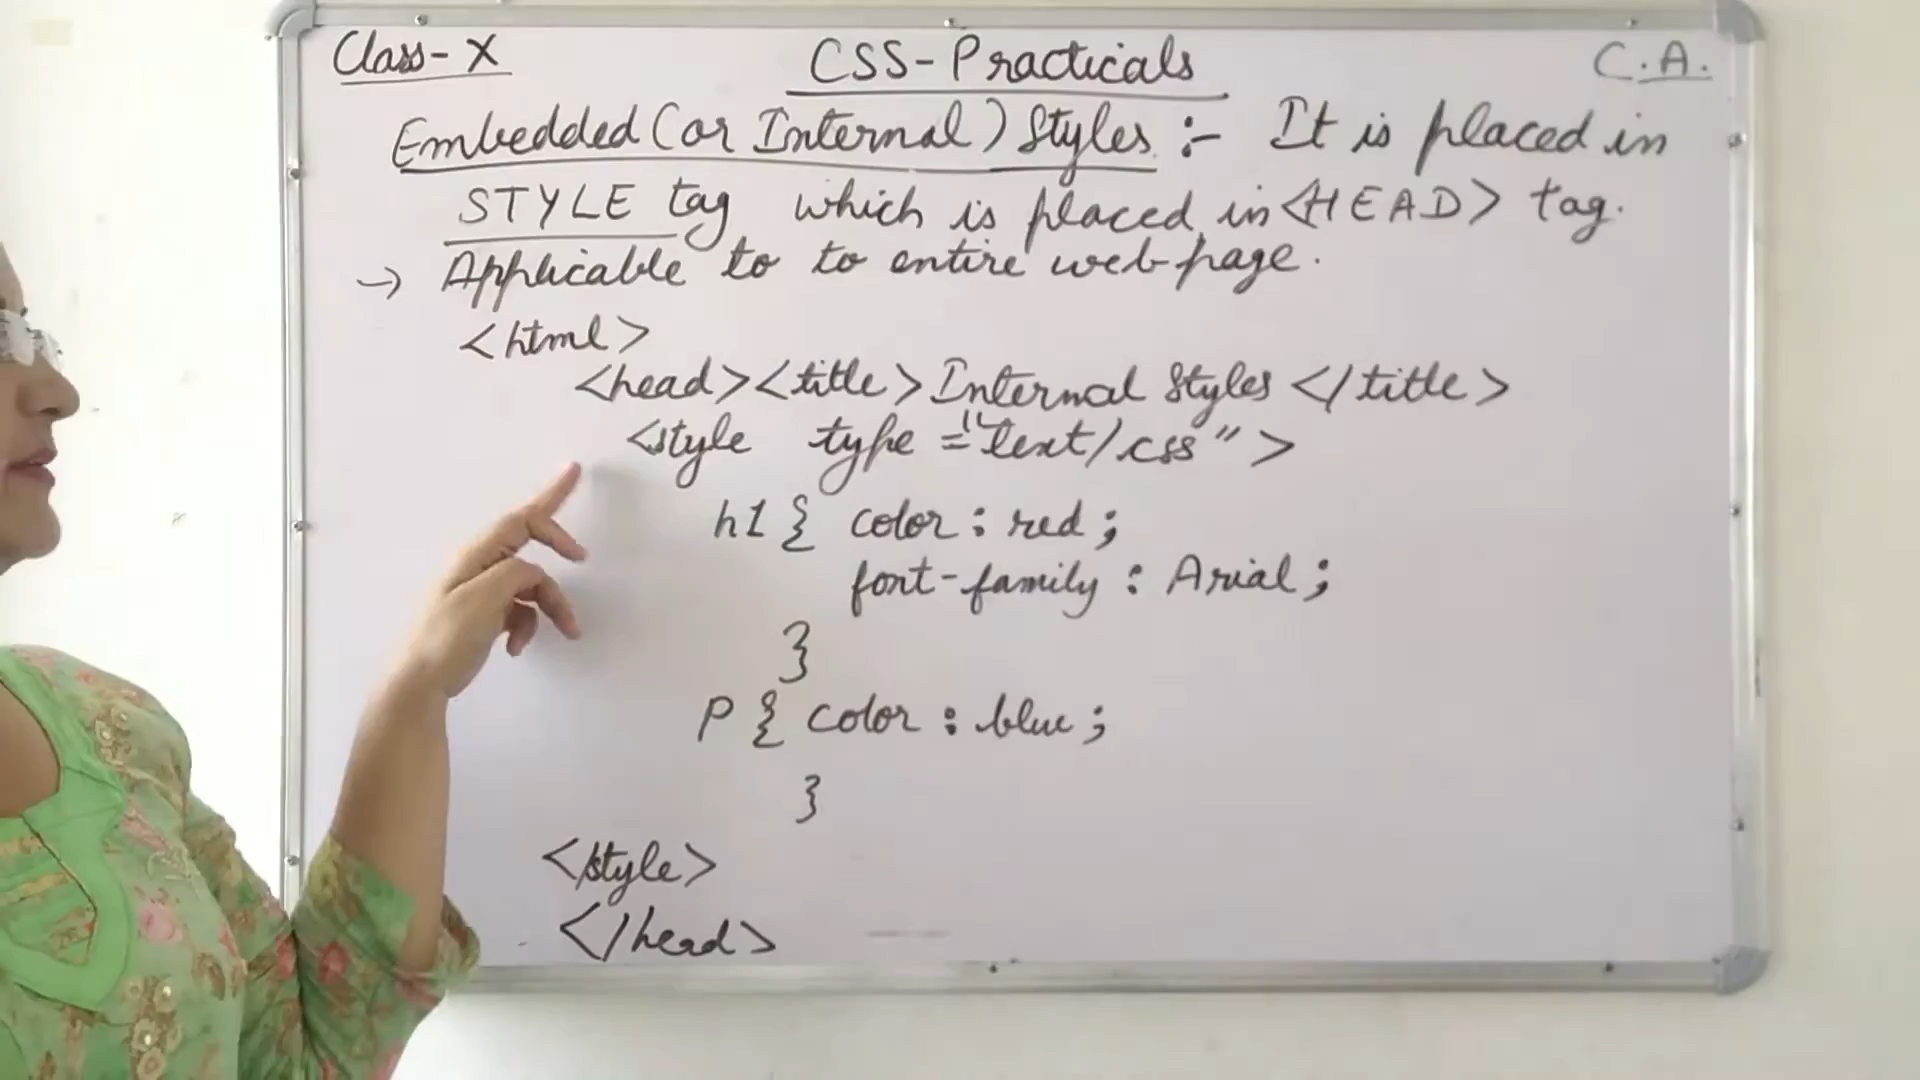 Class-X CSS-Practicals C.A.
Embedded (or Internal) Styles :- It is placed in
STYLE tag which is placed in <HEAD> tag.
→ Applicable to to entire web page.
<html>
<head><title>Internal Styles </title>
<style type="text/css">
h1{ color: red;
font-family: Arial;
}
P{ color: blue;
}
</style>
</head>